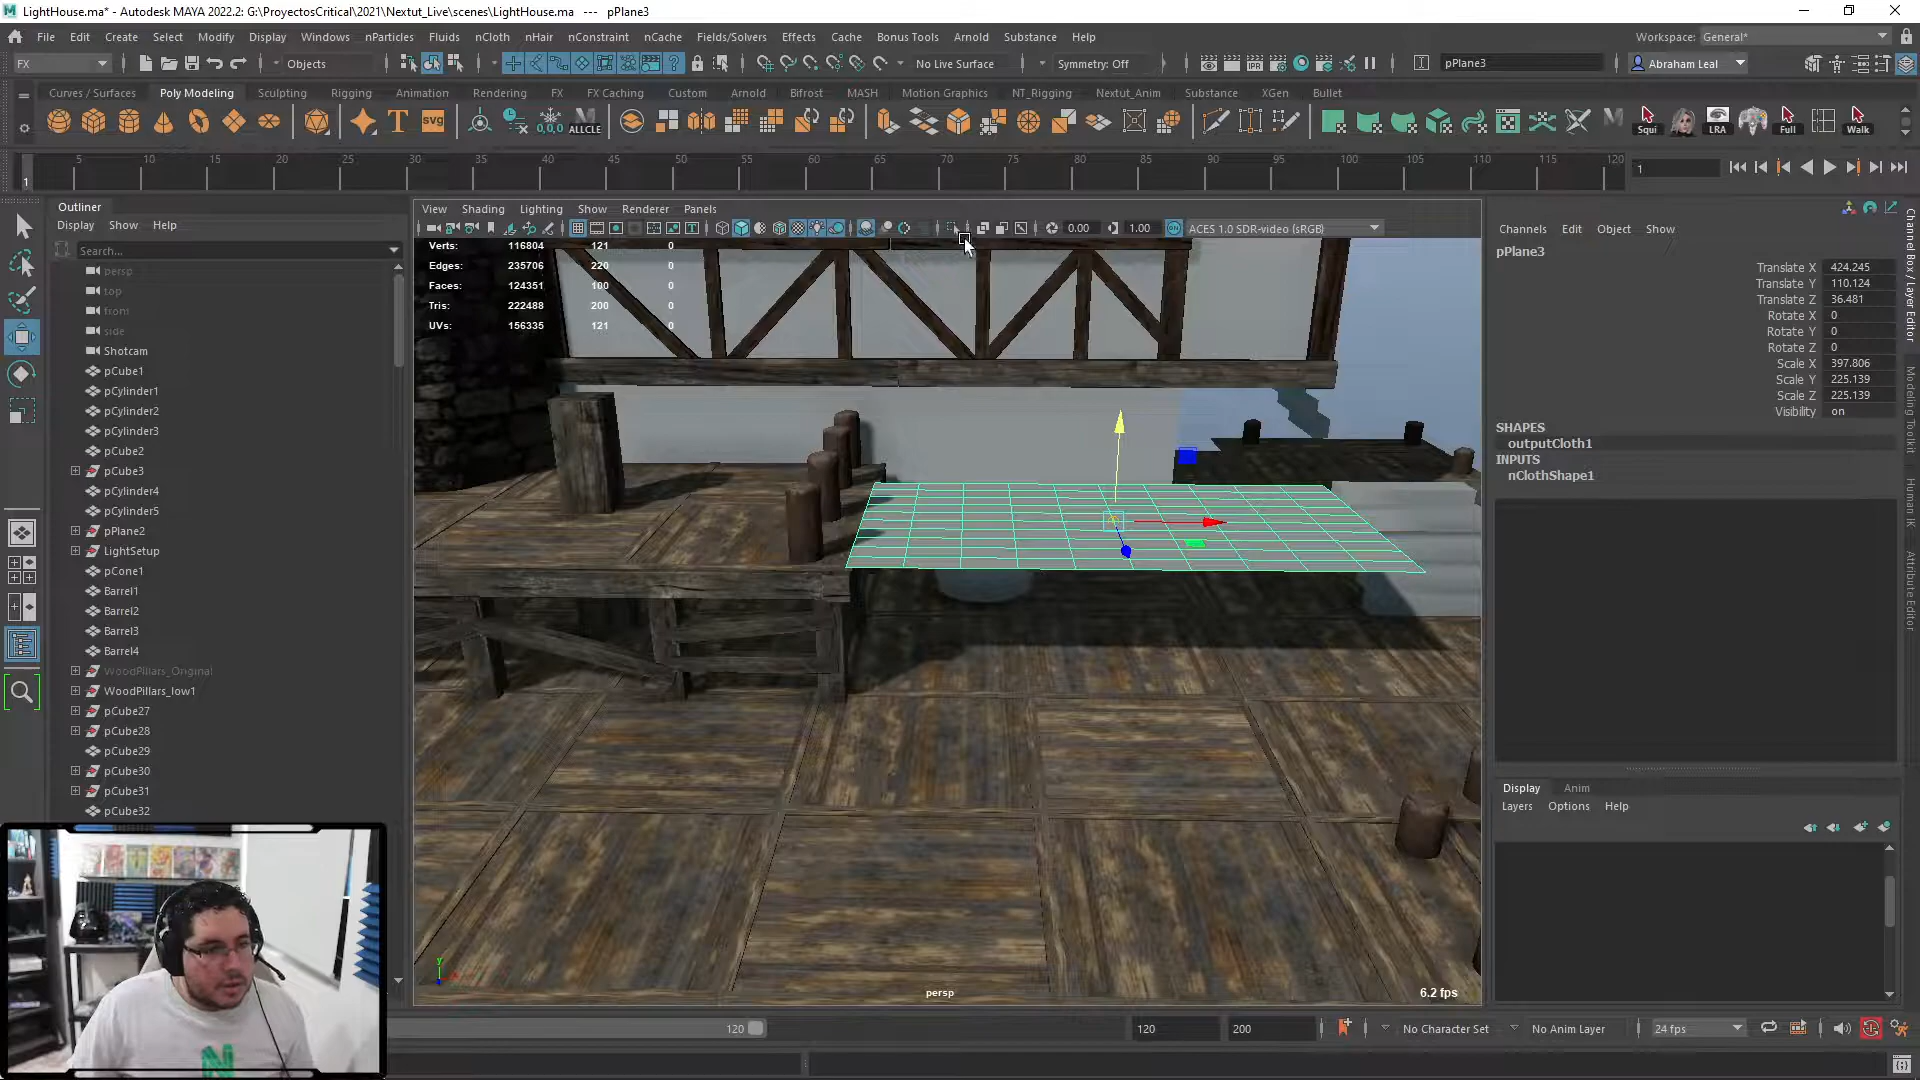 LightHouse.ma* - Autodesk MAYA 2022.2: G:\ProyectosCritical\2021\Nextut_Live\scenes\LightHouse.ma --- pPlane3
File Edit Create Select Modify Display Windows nParticles Fluids nCloth nHair nConstraint nCache Fields/Solvers Effects Cache Bonus Tools Arnold Substance Help
Workspace: General*
FX Objects No Live Surface Symmetry: Off pPlane3 Abraham Leal
Curves / Surfaces Poly Modeling Sculpting Rigging Animation Rendering FX FX Caching Custom Arnold Bifrost MASH Motion Graphics NT_Rigging Nextut_Anim Substance XGen Bullet
T svg 0,0,0 ALLCLE Squi LRA Full Walk
5 10 15 20 25 30 35 40 45 50 55 60 65 70 75 80 85 90 95 100 105 110 115 120
1
1
Outliner
Display Show Help
Search...
persp
top
front
side
Shotcam
pCube1
pCylinder1
pCylinder2
pCylinder3
pCube2
pCube3
pCylinder4
pCylinder5
pPlane2
LightSetup
pCone1
Barrel1
Barrel2
Barrel3
Barrel4
WoodPillars_Original
WoodPillars_low1
pCube27
pCube28
pCube29
pCube30
pCube31
pCube32
View Shading Lighting Show Renderer Panels
0.00 1.00 ACES 1.0 SDR-video (sRGB)
Verts: 116804 121 0
Edges: 235706 220 0
Faces: 124351 100 0
Tris: 222488 200 0
UVs: 156335 121 0
y
persp
6.2 fps
Channels Edit Object Show
pPlane3
Translate X 424.245
Translate Y 110.124
Translate Z 36.481
Rotate X 0
Rotate Y 0
Rotate Z 0
Scale X 397.806
Scale Y 225.139
Scale Z 225.139
Visibility on
SHAPES
outputCloth1
INPUTS
nClothShape1
Display Anim
Layers Options Help
Channel Box / Layer Editor
Modeling Toolkit
Human IK
Attribute Editor
120 120 200 No Character Set No Anim Layer 24 fps